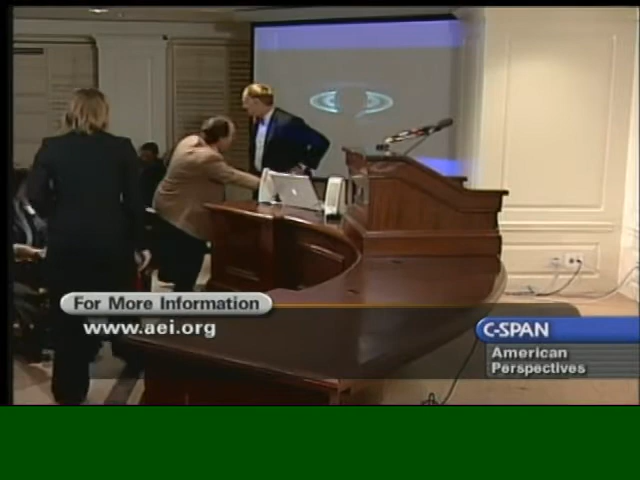 For More Information
www.aei.org
C-SPAN
American
Perspectives